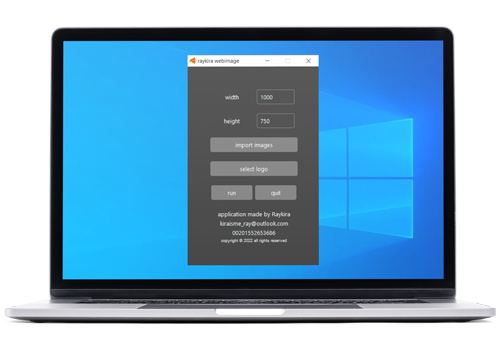 raykira webimage
width
1000
height
750
import images
select logo
run
quit
application made by Raykira
kiraisme_ray@outlook.com
00201552653686
copyright © 2022 all rights reserved